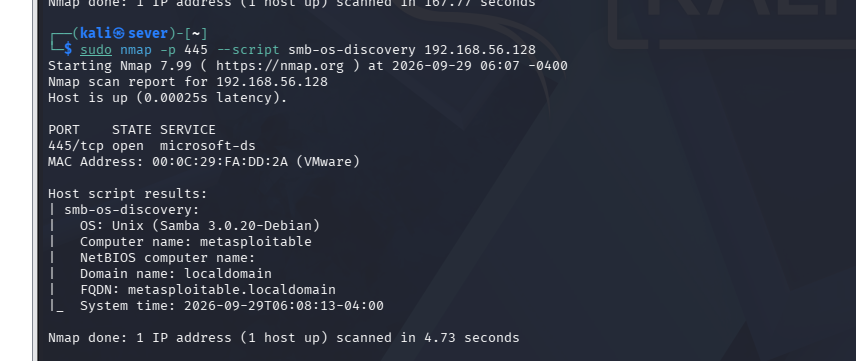 Nmap done: 1 IP address (1 host up) scanned in 167.77 seconds
┌──(kali㉿sever)-[~]
└─$ sudo nmap -p 445 --script smb-os-discovery 192.168.56.128
Starting Nmap 7.99 ( https://nmap.org ) at 2026-09-29 06:07 -0400
Nmap scan report for 192.168.56.128
Host is up (0.00025s latency).
PORT    STATE SERVICE
445/tcp open  microsoft-ds
MAC Address: 00:0C:29:FA:DD:2A (VMware)
Host script results:
| smb-os-discovery:
|   OS: Unix (Samba 3.0.20-Debian)
|   Computer name: metasploitable
|   NetBIOS computer name:
|   Domain name: localdomain
|   FQDN: metasploitable.localdomain
|_  System time: 2026-09-29T06:08:13-04:00
Nmap done: 1 IP address (1 host up) scanned in 4.73 seconds